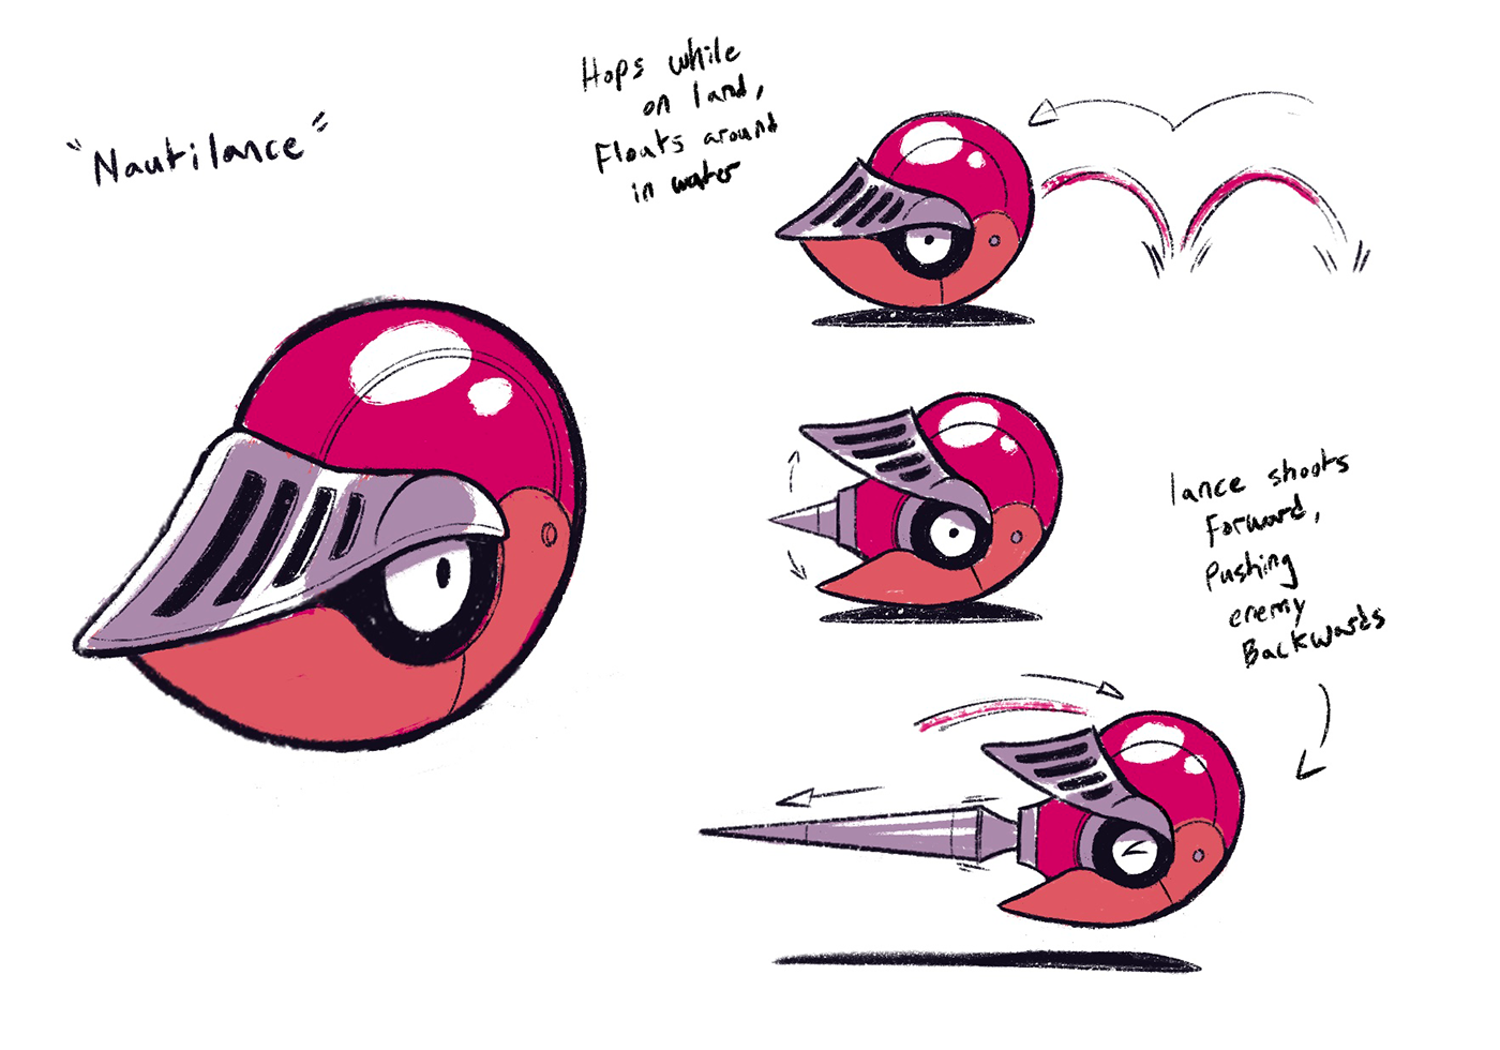 "Nautilance"
Hops while
on land,
Floats around
in water
lance shoots
Forward,
Pushing
enemy
Backwards